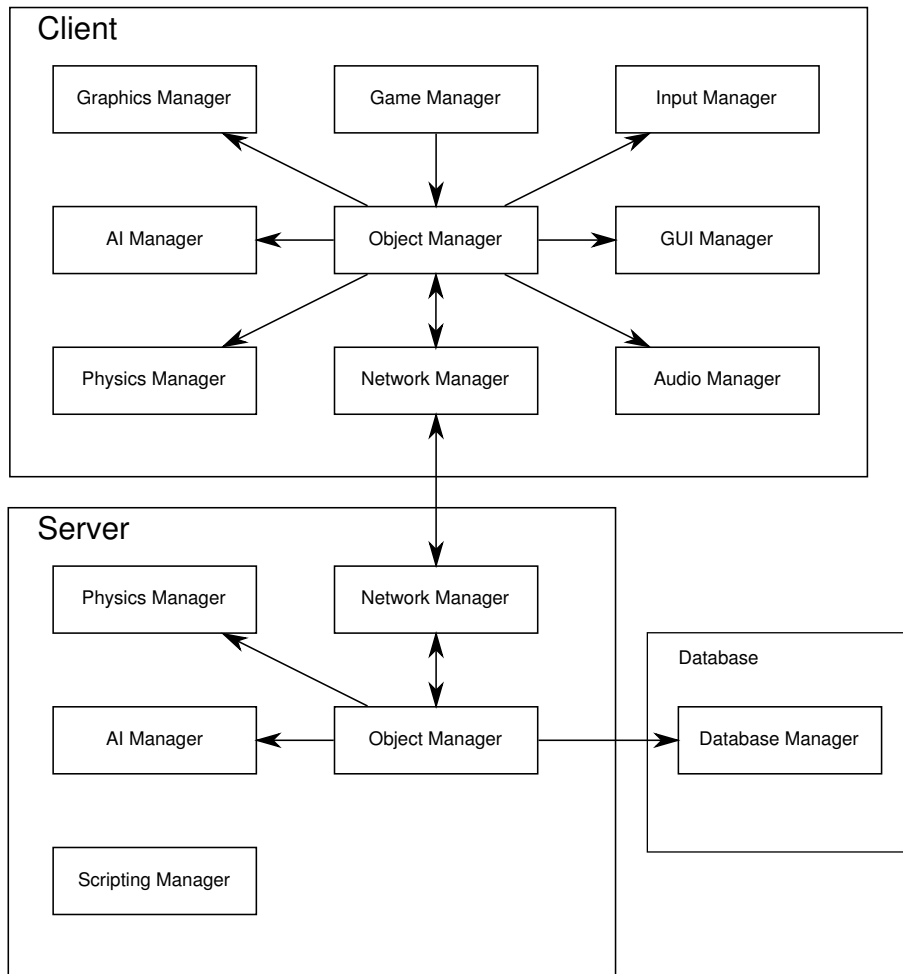 Client
Graphics Manager
Game Manager
Input Manager
AI Manager
Object Manager
GUI Manager
Physics Manager
Network Manager
Audio Manager
Server
Physics Manager
Network Manager
Database
AI Manager
Object Manager
Database Manager
Scripting Manager